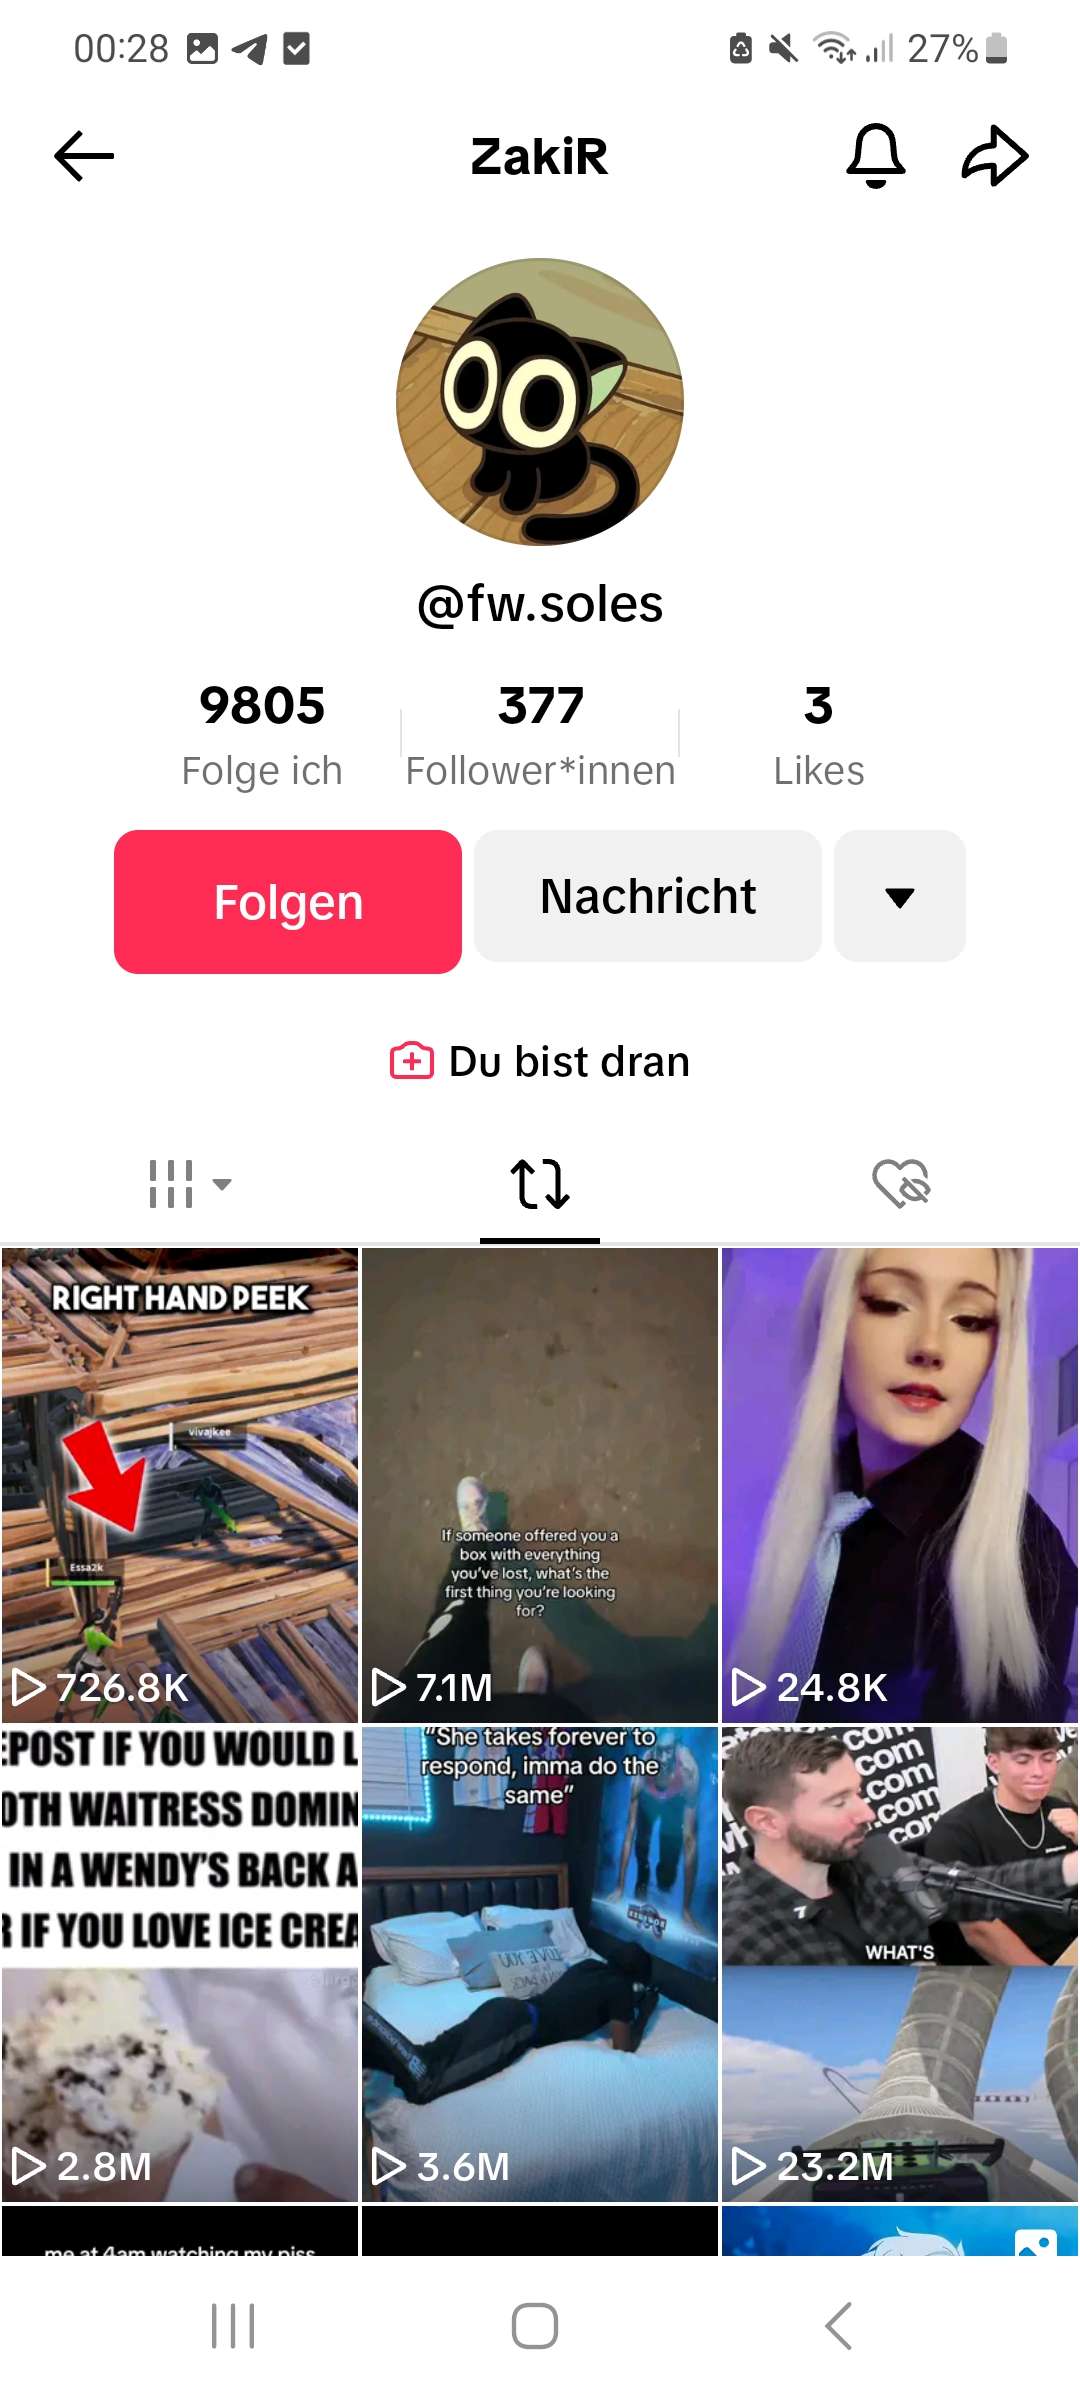 00:28
27%
ZakiR
@fw.soles
9805
377
3
Folge ich
Follower*innen
Likes
Folgen
Nachricht
Du bist dran
RIGHT HAND PEEK
vivajkee
Essa2k
726.8K
If someone offered you a
box with everything
you've lost, what's the
first thing you're looking
for?
7.1M
24.8K
EPOST IF YOU WOULD L
OTH WAITRESS DOMIN
IN A WENDY'S BACK A
R IF YOU LOVE ICE CREA
2.8M
"She takes forever to
respond, imma do the
same"
3.6M
com
.com
.com
com
WHAT'S
23.2M
me at 4am watching my piss